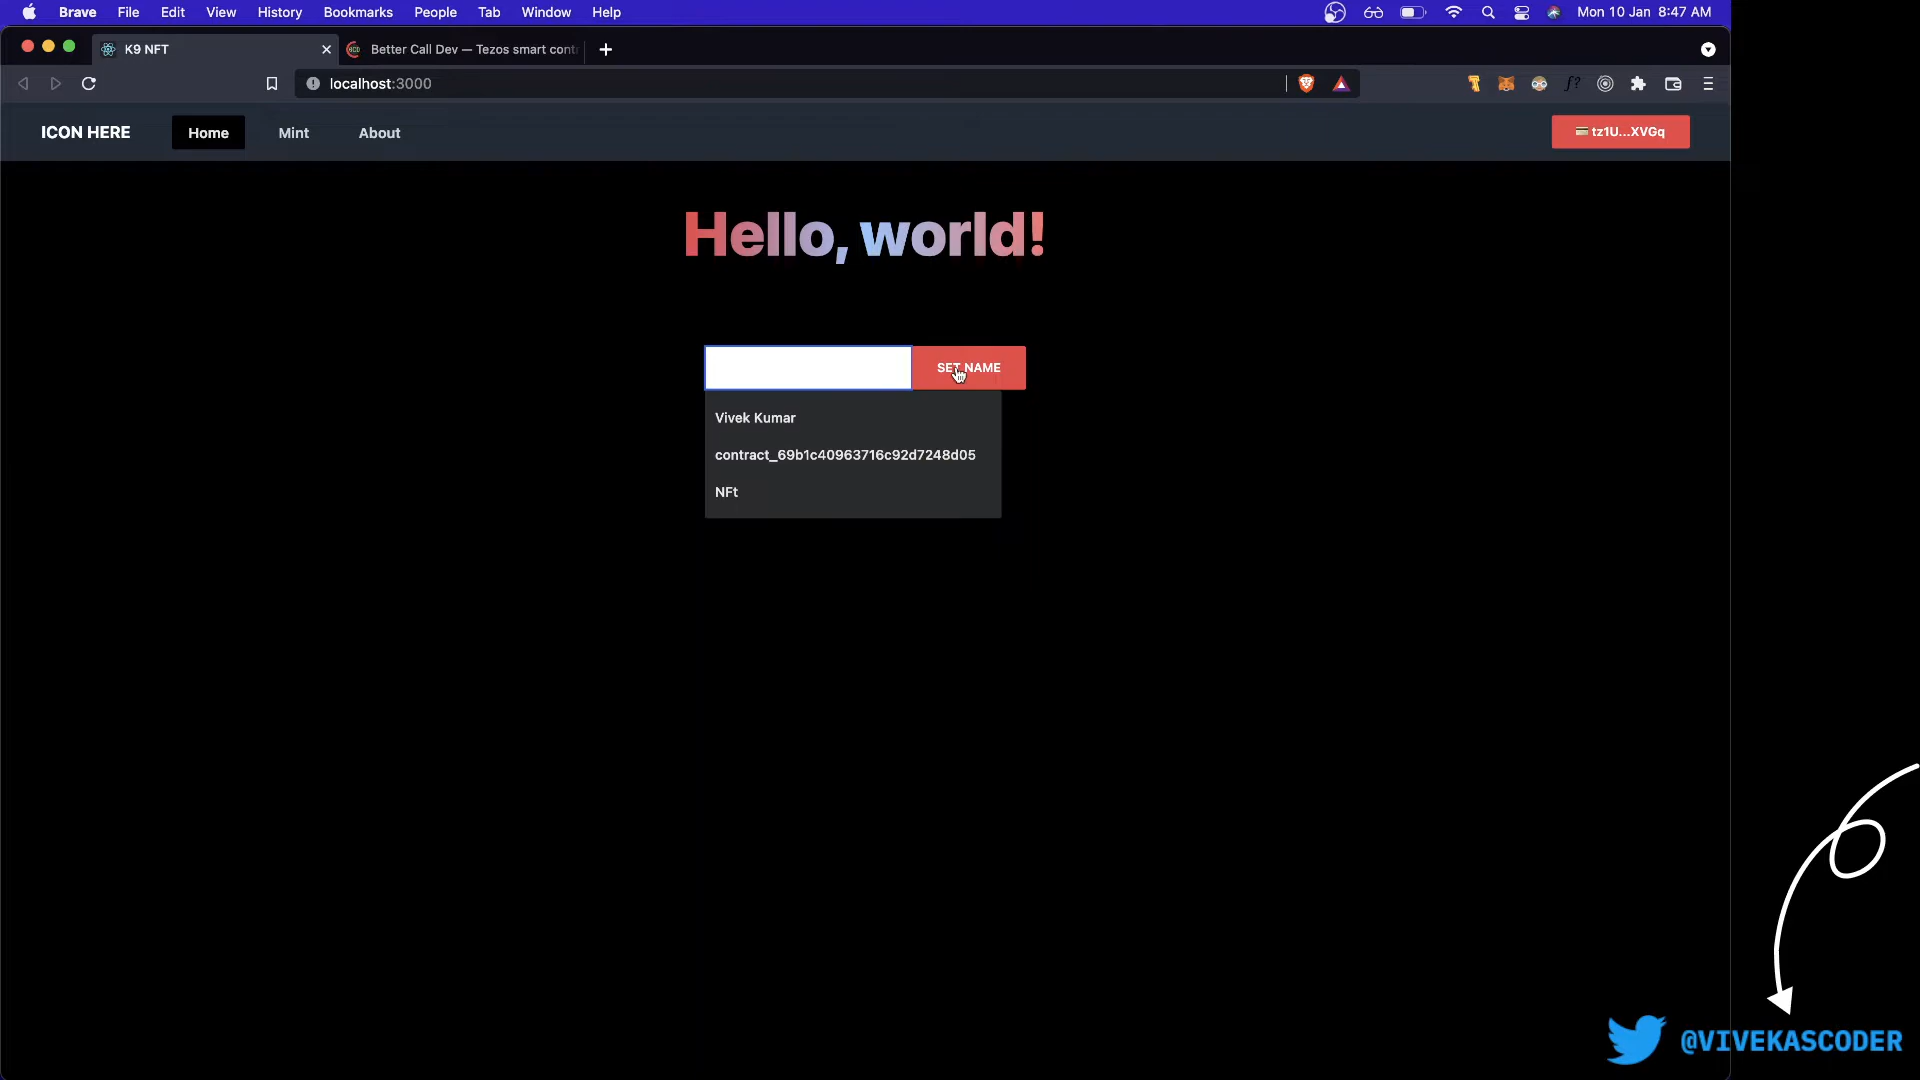 Brave File Edit View History Bookmarks People Tab Window Help Mon 10 Jan 8:47 AM
K9 NFT Better Call Dev — Tezos smart cont
localhost:3000
ICON HERE Home Mint About tz1U...XVGq
Hello, world!
SET NAME
Vivek Kumar
contract_69b1c40963716c92d7248d05
NFt
@VIVEKASCODER